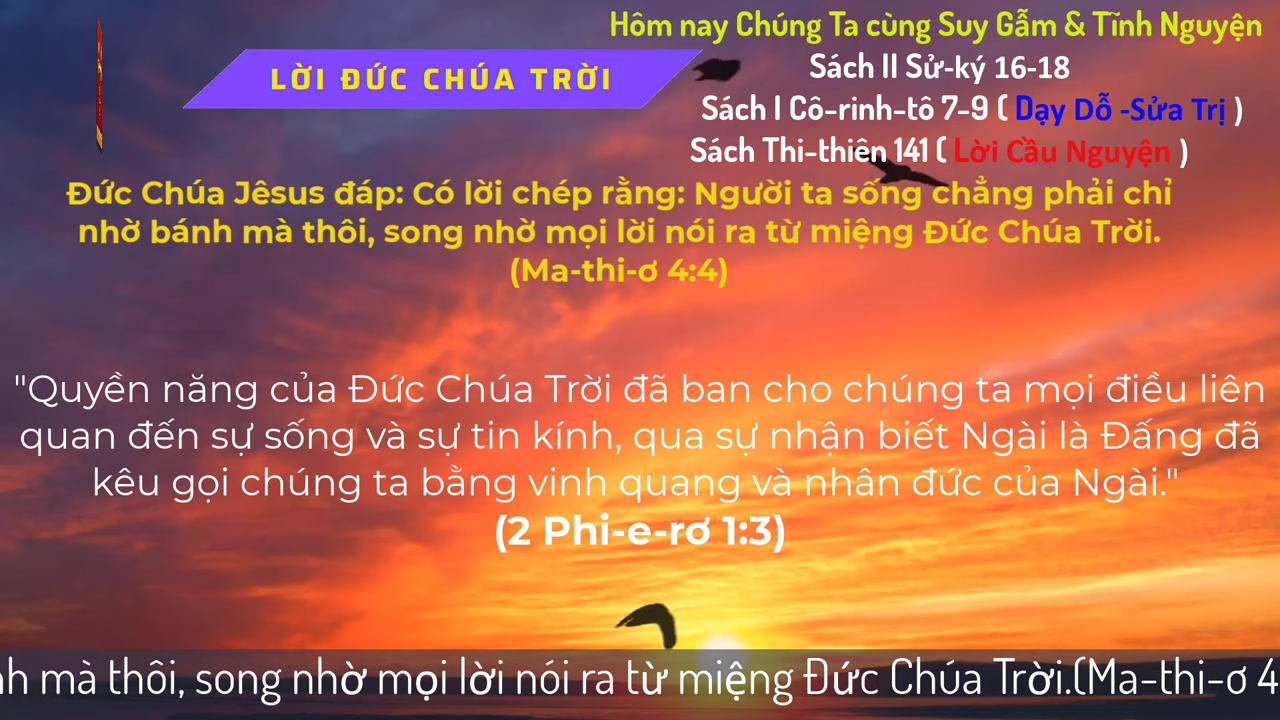 Hôm nay Chúng Ta cùng Suy Gẫm & Tĩnh Nguyện
LỜI ĐỨC CHÚA TRỜI
Sách II Sử-ký 16-18
Sách I Cô-rinh-tô 7-9 ( Dạy Dỗ -Sửa Trị )
Sách Thi-thiên 141 ( Lời Cầu Nguyện )
Đức Chúa Jêsus đáp: Có lời chép rằng: Người ta sống chẳng phải chỉ
nhờ bánh mà thôi, song nhờ mọi lời nói ra từ miệng Đức Chúa Trời.
(Ma-thi-ơ 4:4)
"Quyền năng của Đức Chúa Trời đã ban cho chúng ta mọi điều liên
quan đến sự sống và sự tin kính, qua sự nhận biết Ngài là Đấng đã
kêu gọi chúng ta bằng vinh quang và nhân đức của Ngài."
(2 Phi-e-rơ 1:3)
nh mà thôi, song nhờ mọi lời nói ra từ miệng Đức Chúa Trời.(Ma-thi-ơ 4